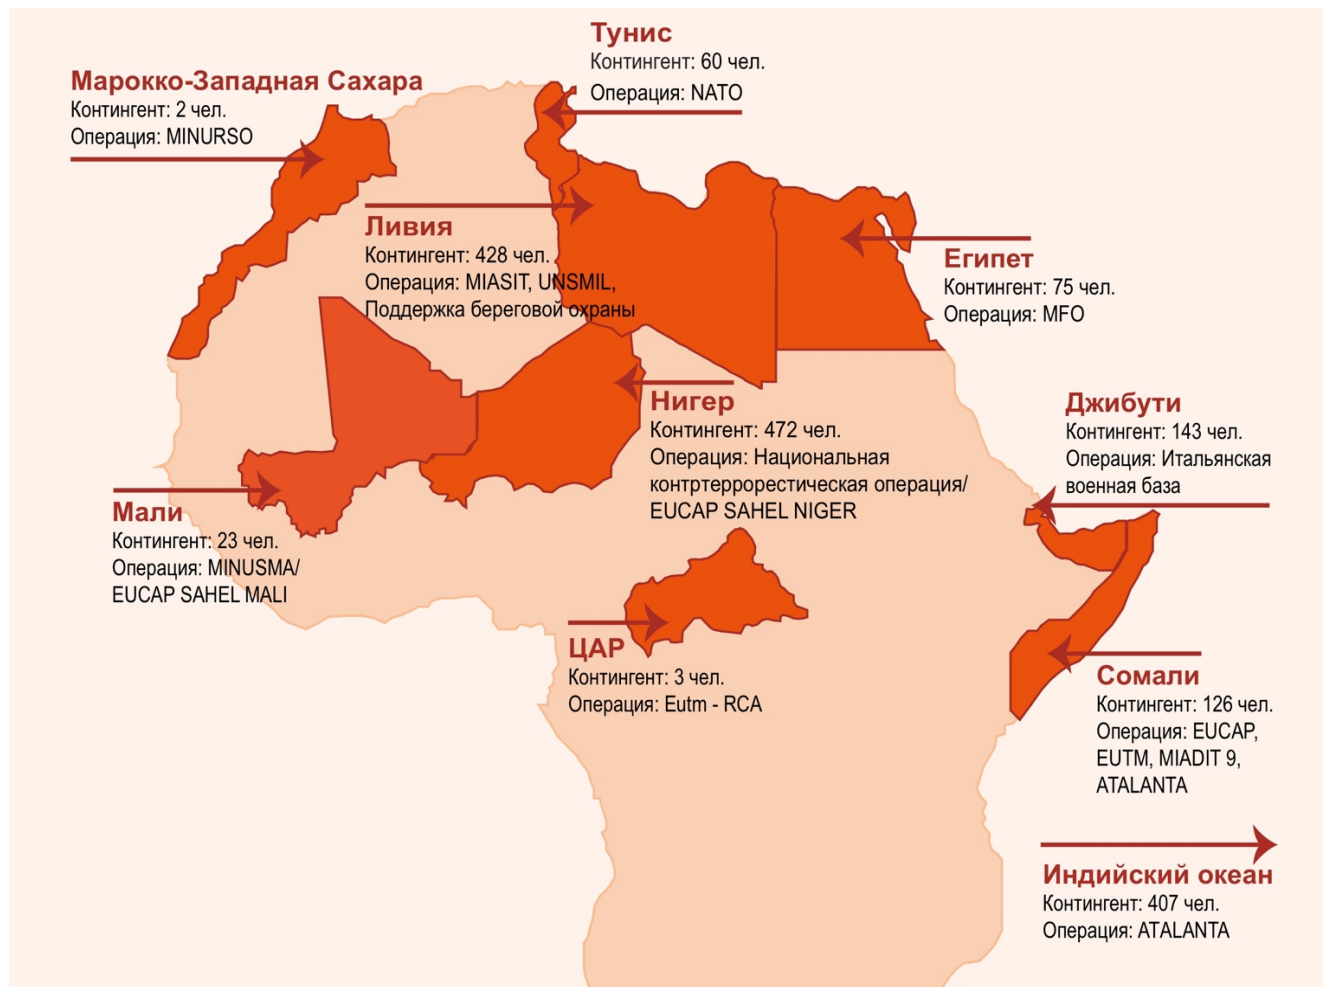 Тунис
Контингент: 60 чел.
Операция: NATO
Марокко-Западная Сахара
Контингент: 2 чел.
Операция: MINURSO
Ливия
Контингент: 428 чел.
Операция: MIASIT, UNSMIL,
Поддержка береговой охраны
Египет
Контингент: 75 чел.
Операция: MFO
Нигер
Контингент: 472 чел.
Операция: Национальная
контртеррорестическая операция/
EUCAP SAHEL NIGER
Джибути
Контингент: 143 чел.
Операция: Итальянская
военная база
Мали
Контингент: 23 чел.
Операция: MINUSMA/
EUCAP SAHEL MALI
ЦАР
Контингент: 3 чел.
Операция: Eutm - RCA
Сомали
Контингент: 126 чел.
Операция: EUCAP,
EUTM, MIADIT 9,
ATALANTA
Индийский океан
Контингент: 407 чел.
Операция: ATALANTA